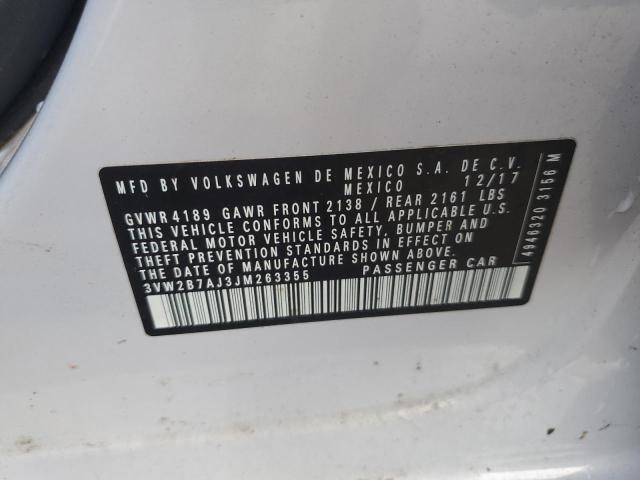 MFD BY VOLKSWAGEN DE MEXICO S.A. DE C.V.
MEXICO 12/17
GVWR 4189 GAWR FRONT 2138 / REAR 2161 LBS
THIS VEHICLE CONFORMS TO ALL APPLICABLE U.S.
FEDERAL MOTOR VEHICLE SAFETY, BUMPER AND
THEFT PREVENTION STANDARDS IN EFFECT ON
THE DATE OF MANUFACTURE SHOWN ABOVE.
3VW2B7AJ3JM263355 PASSENGER CAR
4946320 3156 M